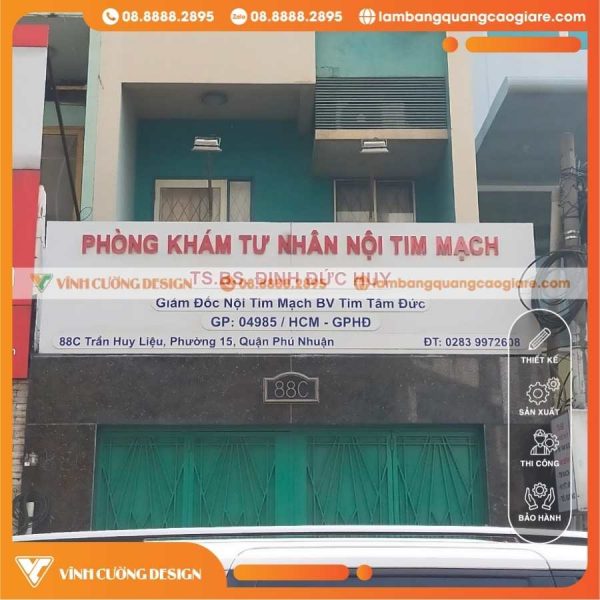 08.8888.2895 Zalo 08.8888.2895 lambangquangcaogiare.com
PHÒNG KHÁM TƯ NHÂN NỘI TIM MẠCH
TS.BS. ĐINH ĐỨC HUY
VĨNH CƯỜNG DESIGN 08.8888.2895 lambangquangcaogiare.com
Giám Đốc Nội Tim Mạch BV Tim Tâm Đức
GP: 04985 / HCM - GPHĐ
88C Trần Huy Liệu, Phường 15, Quận Phú Nhuận ĐT: 0283 9972608
88C
THIẾT KẾ
SẢN XUẤT
THI CÔNG
BẢO HÀNH
VĨNH CƯỜNG DESIGN